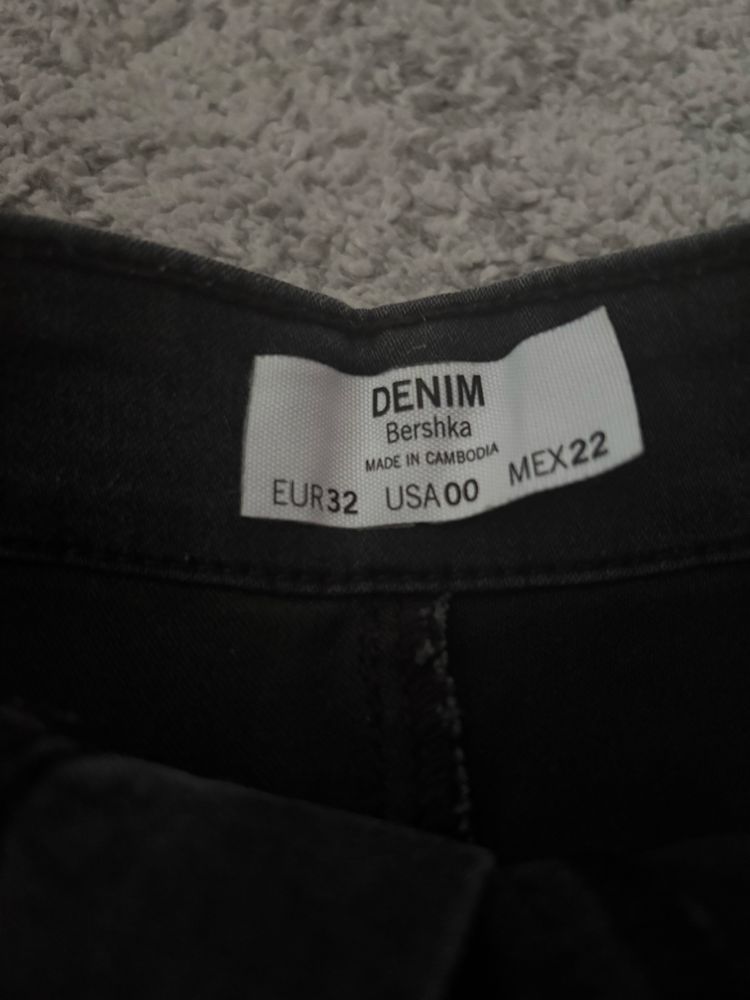 DENIM
Bershka
MADE IN CAMBODIA
EUR32 USA00 MEX22